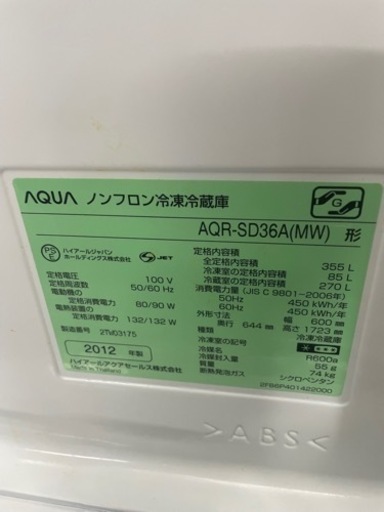 AQUA ノンフロン冷凍冷蔵庫
AQR-SD36A(MW) 形
PS
E
ハイアールジャパン
ホールディングス株式会社
JET
G
定格電圧 100 V
定格周波数 50/60 Hz
電動機の
定格消費電力 80/90 W
電熱装置の
定格消費電力 132/132 W
製造番号 2TW03175
2012 年製
ハイアールアクアセールス株式会社
Made in Thailand
定格内容積 355 L
冷凍室の定格内容積 85 L
冷蔵室の定格内容積 270 L
消費電力量 (JIS C 9801-2006年)
50Hz 450 kWh/年
60Hz 450 kWh/年
外形寸法 幅 600 mm
奥行 644 mm 高さ 1723 mm
種類 冷凍冷蔵庫
冷凍室の記号
冷媒 R600a
冷媒封入量 55 g
質量 74 kg
断熱発泡ガス シクロペンタン
>ABS<